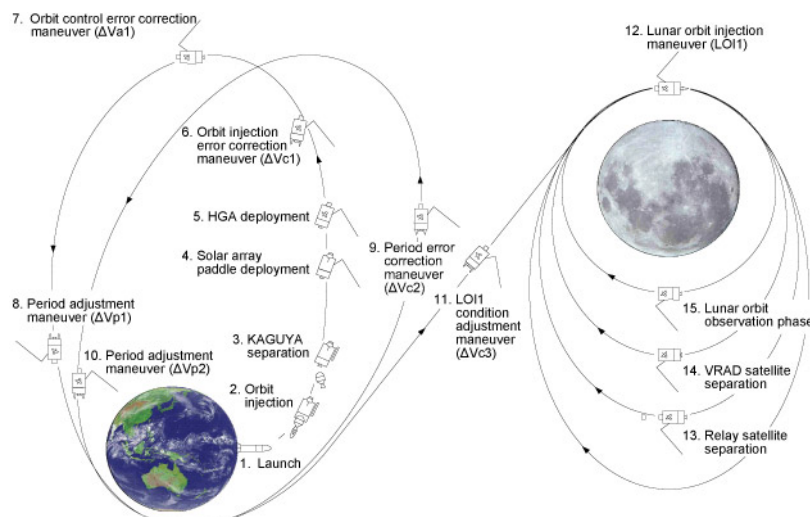 7. Orbit control error correction
maneuver (ΔVa1)
12. Lunar orbit injection
maneuver (LOI1)
6. Orbit injection
error correction
maneuver (ΔVc1)
5. HGA deployment
4. Solar array
paddle deployment
9. Period error
correction
maneuver
(ΔVc2)
11. LOI1
condition
adjustment
maneuver
(ΔVc3)
8. Period adjustment
maneuver (ΔVp1)
10. Period adjustment
maneuver (ΔVp2)
3. KAGUYA
separation
2. Orbit
injection
1. Launch
15. Lunar orbit
observation phase
14. VRAD satellite
separation
13. Relay satellite
separation